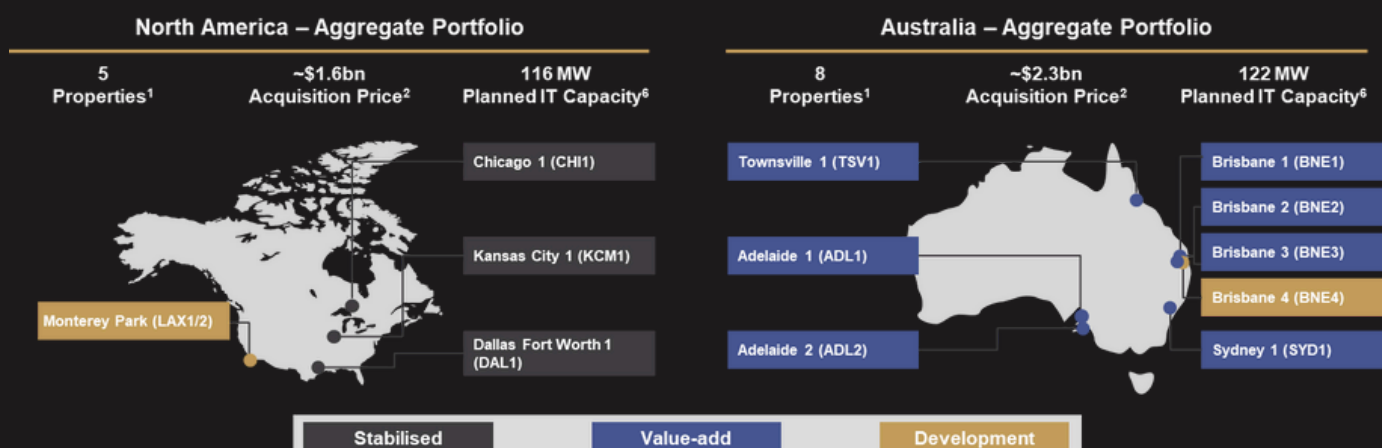 North America – Aggregate Portfolio
5
Properties¹
~$1.6bn
Acquisition Price²
116 MW
Planned IT Capacity⁶
Chicago 1 (CHI1)
Kansas City 1 (KCM1)
Monterey Park (LAX1/2)
Dallas Fort Worth 1
(DAL1)
Australia – Aggregate Portfolio
8
Properties¹
~$2.3bn
Acquisition Price²
122 MW
Planned IT Capacity⁶
Townsville 1 (TSV1)
Adelaide 1 (ADL1)
Adelaide 2 (ADL2)
Brisbane 1 (BNE1)
Brisbane 2 (BNE2)
Brisbane 3 (BNE3)
Brisbane 4 (BNE4)
Sydney 1 (SYD1)
Stabilised
Value-add
Development